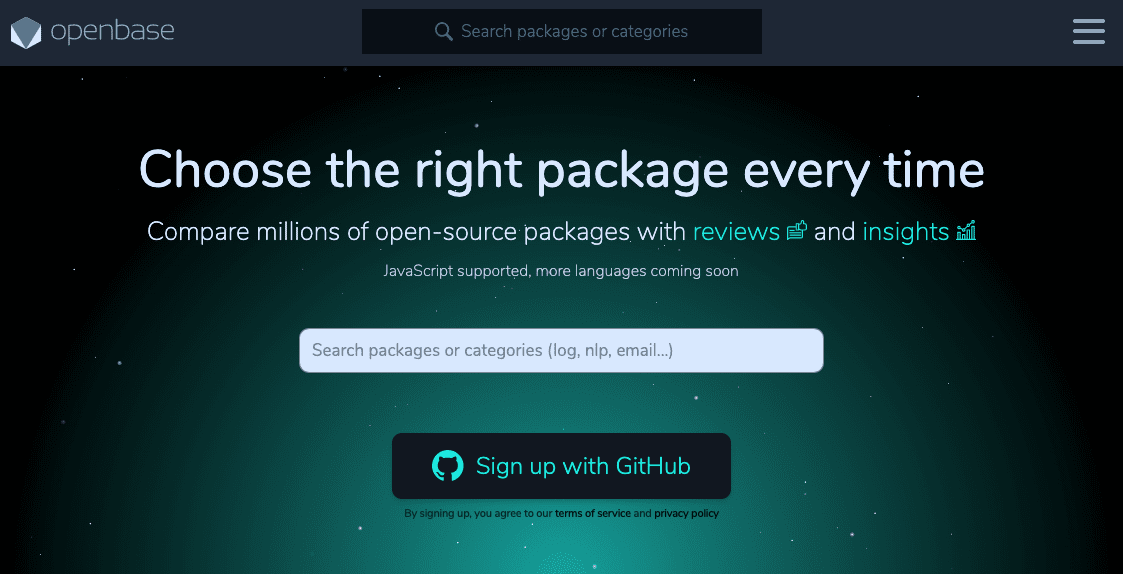 openbase
Search packages or categories
Choose the right package every time
Compare millions of open-source packages with reviews and insights
JavaScript supported, more languages coming soon
Search packages or categories (log, nlp, email...)
Sign up with GitHub
By signing up, you agree to our terms of service and privacy policy